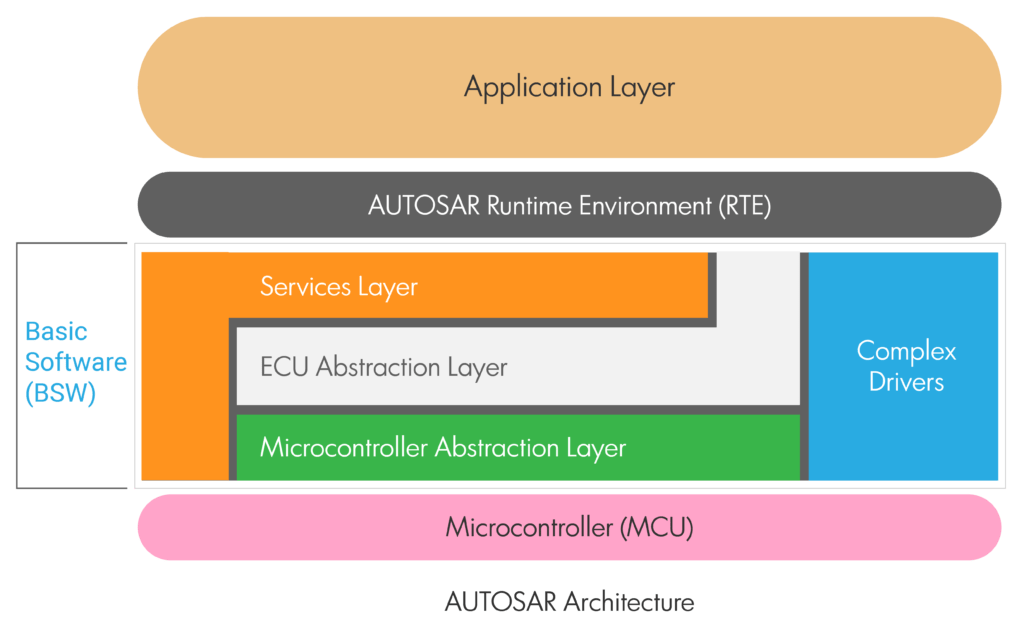 Application Layer
AUTOSAR Runtime Environment (RTE)
Basic
Software
(BSW)
Services Layer
ECU Abstraction Layer
Microcontroller Abstraction Layer
Complex
Drivers
Microcontroller (MCU)
AUTOSAR Architecture